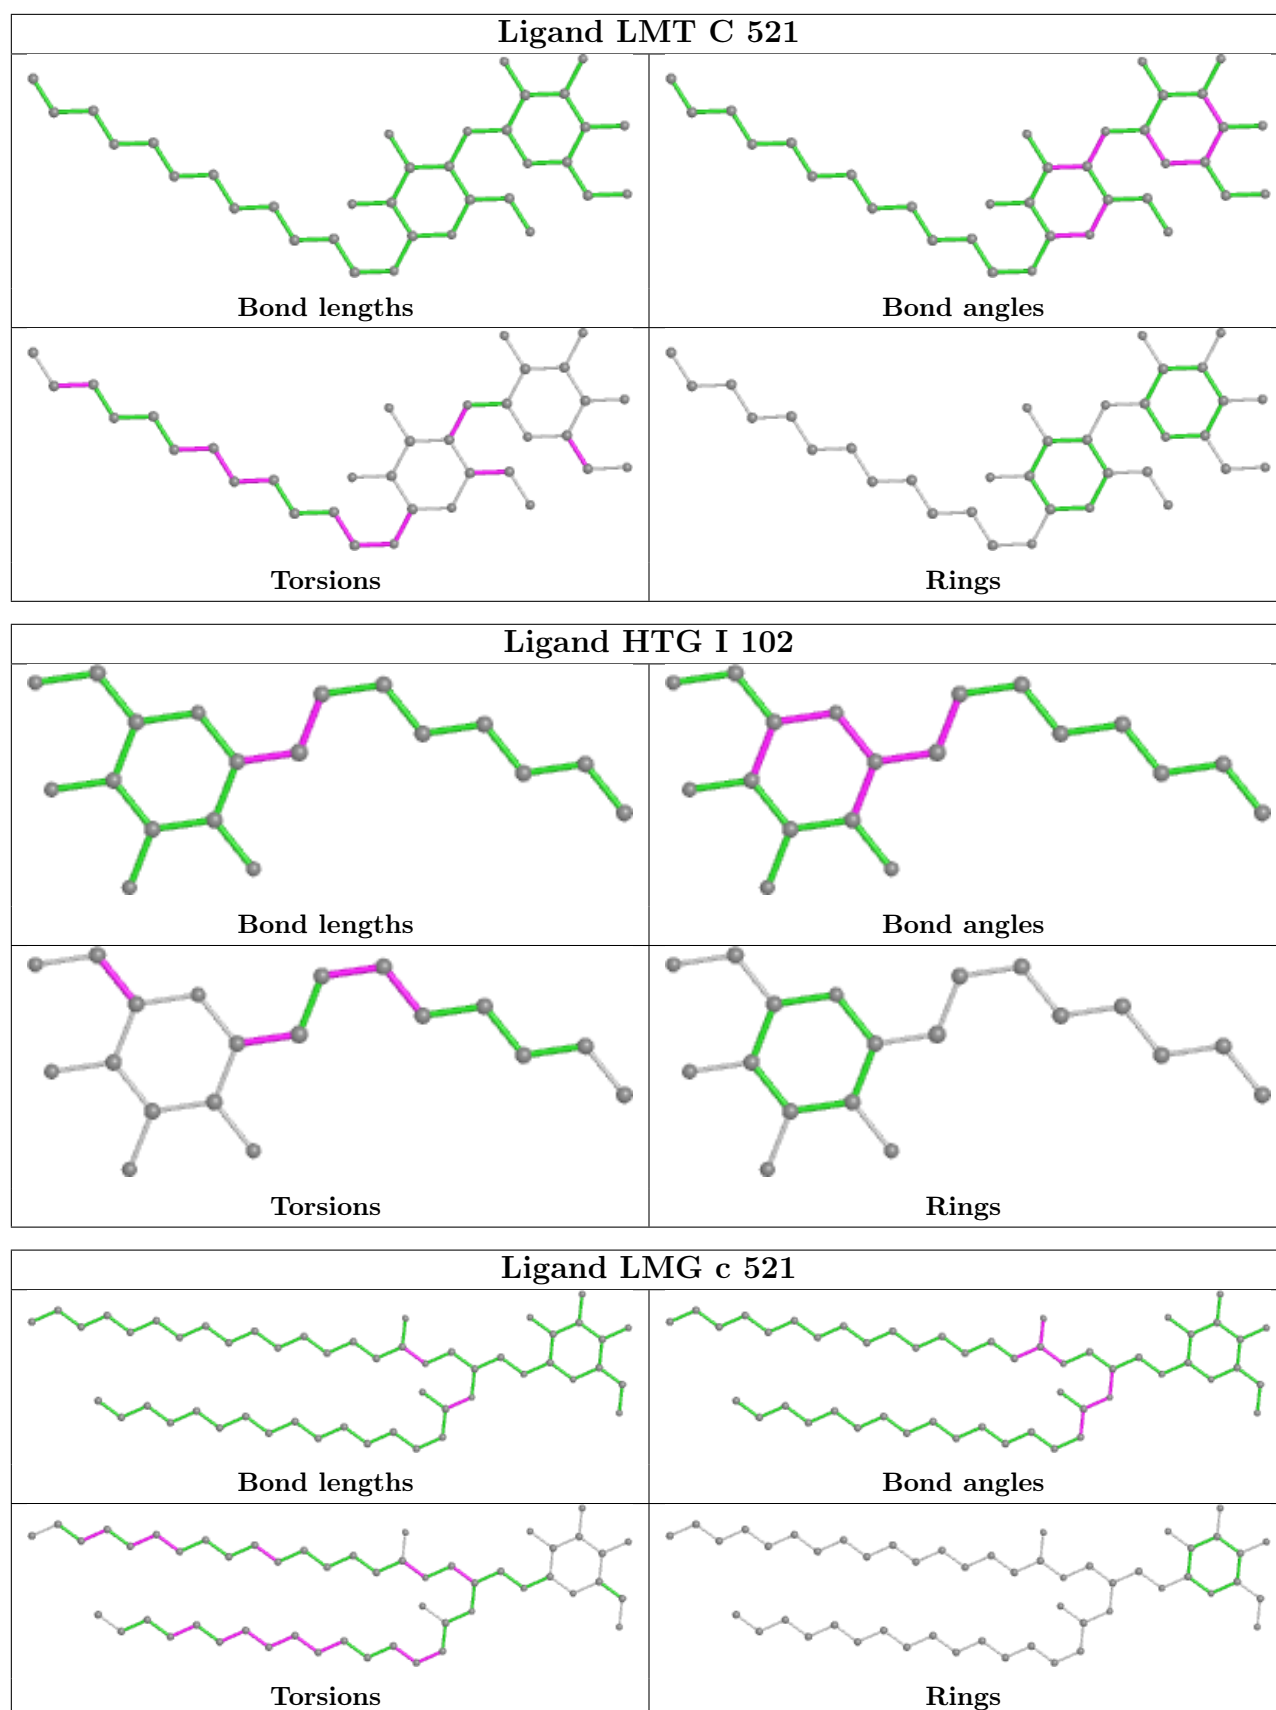 Ligand LMT C 521
Bond lengths
Bond angles
Torsions
Rings
Ligand HTG I 102
Bond lengths
Bond angles
Torsions
Rings
Ligand LMG c 521
Bond lengths
Bond angles
Torsions
Rings